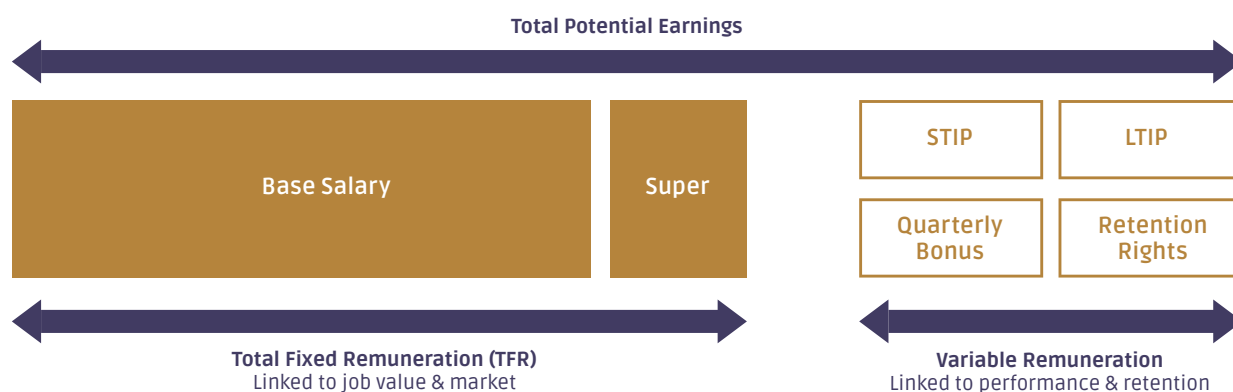 Total Potential Earnings
Base Salary
Super
STIP
LTIP
Quarterly
Bonus
Retention
Rights
Total Fixed Remuneration (TFR)
Linked to job value & market
Variable Remuneration
Linked to performance & retention